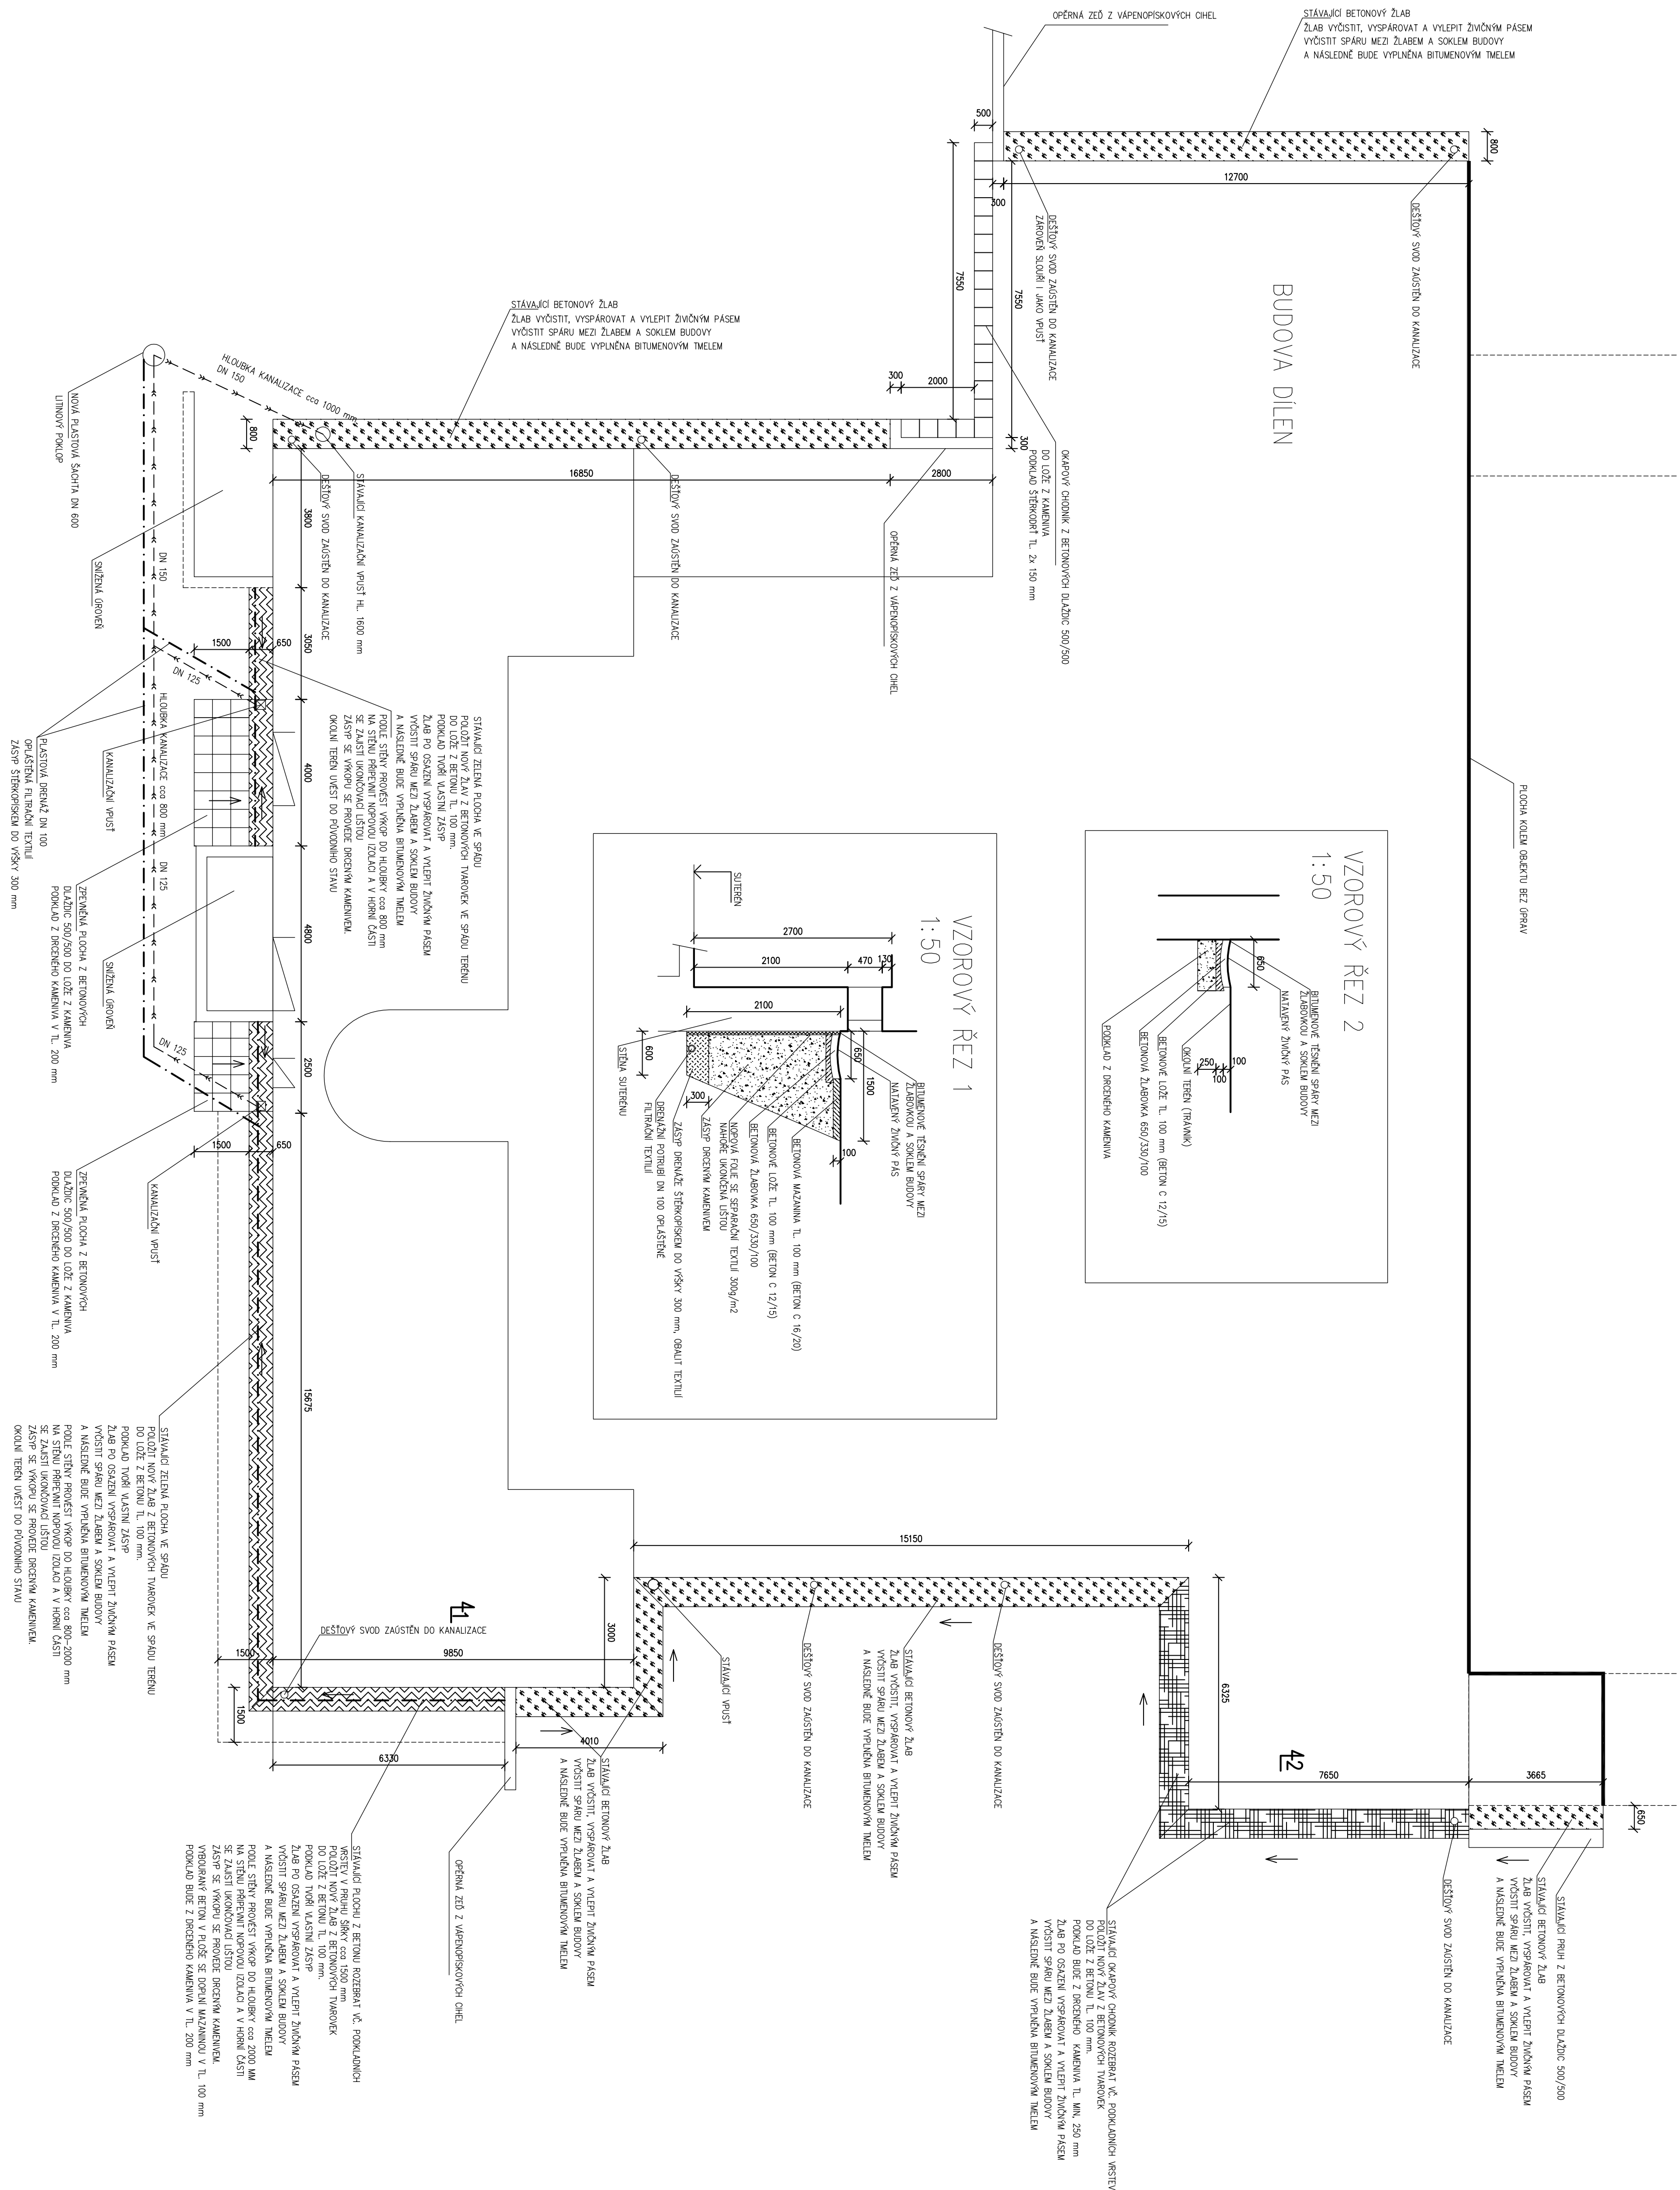 OPĚRNÁ ZEĎ Z VÁPENOPÍSKOVÝCH CIHEL
STÁVAJÍCÍ BETONOVÝ ŽLAB
ŽLAB VYČISTIT, VYSPÁROVAT A VYLEPIT ŽIVIČNÝM PÁSEM
VYČISTIT SPÁRU MEZI ŽLABEM A SOKLEM BUDOVY
A NÁSLEDNĚ BUDE VYPLNĚNA BITUMENOVÝM TMELEM
500
800
12700
300
7550
7550
DEŠŤOVÝ SVOD ZAÚSTĚN DO KANALIZACE
DEŠŤOVÝ SVOD ZAÚSTĚN DO KANALIZACE
ZÁROVEŇ SLOUŘÍ I JAKO VPUSŤ
BUDOVA DÍLEN
STÁVAJÍCÍ BETONOVÝ ŽLAB
ŽLAB VYČISTIT, VYSPÁROVAT A VYLEPIT ŽIVIČNÝM PÁSEM
VYČISTIT SPÁRU MEZI ŽLABEM A SOKLEM BUDOVY
A NÁSLEDNĚ BUDE VYPLNĚNA BITUMENOVÝM TMELEM
HLOUBKA KANALIZACE cca 1000 mm
DN 150
300
2000
800
300
16850
2800
OKAPOVÝ CHODNÍK Z BETONOVÝCH DLAŽDIC 500/500
DO LOŽE Z KAMENIVA
PODKLAD ŠTĚRKODRŤ TL. 2x 150 mm
NOVÁ PLASTOVÁ ŠACHTA DN 600
LITINOVÝ POKLOP
STÁVAJÍCÍ KANALIZAČNÍ VPUSŤ HL. 1600 mm
DEŠŤOVÝ SVOD ZAÚSTĚN DO KANALIZACE
DEŠŤOVÝ SVOD ZAÚSTĚN DO KANALIZACE
OPĚRNÁ ZEĎ Z VÁPENOPÍSKOVÝCH CIHEL
3800
DN 150
SNÍŽENÁ ÚROVEŇ
3050
1500
650
DN 125
HLOUBKA KANALIZACE cca 800 mm
DN 125
KANALIZAČNÍ VPUSŤ
4000
PLASTOVÁ DRENÁŽ DN 100
OPLÁŠTĚNÁ FILTRAČNÍ TEXTILÍ
ZÁSYP ŠTĚRKOPÍSKEM DO VÝŠKY 300 mm
STÁVAJÍCÍ ZELENÁ PLOCHA VE SPÁDU
POLOŽIT NOVÝ ŽLAV Z BETONOVÝCH TVAROVEK VE SPÁDU TERÉNU
DO LOŽE Z BETONU TL. 100 mm.
PODKLAD TVOŘÍ VLASTNÍ ZÁSYP
ŽLAB PO OSAZENÍ VYSPÁROVAT A VYLEPIT ŽIVIČNÝM PÁSEM
VYČISTIT SPÁRU MEZI ŽLABEM A SOKLEM BUDOVY
A NÁSLEDNĚ BUDE VYPLNĚNA BITUMENOVÝM TMELEM
PODLE STĚNY PROVÉST VÝKOP DO HLOUBKY cca 800 mm
NA STĚNU PŘIPEVNIT NOPOVOU IZOLACI A V HORNÍ ČÁSTI
SE ZAJISTÍ UKONČOVACÍ LIŠTOU
ZÁSYP SE VÝKOPU SE PROVEDE DRCENÝM KAMENIVEM.
OKOLNÍ TERÉN UVÉST DO PŮVODNÍHO STAVU
ZPEVNĚNÁ PLOCHA Z BETONOVÝCH
DLAŽDIC 500/500 DO LOŽE Z KAMENIVA
PODKLAD Z DRCENÉHO KAMENIVA V TL. 200 mm
SNÍŽENÁ ÚROVEŇ
4800
2500
DN 125
1500
650
KANALIZAČNÍ VPUSŤ
ZPEVNĚNÁ PLOCHA Z BETONOVÝCH
DLAŽDIC 500/500 DO LOŽE Z KAMENIVA
PODKLAD Z DRCENÉHO KAMENIVA V TL. 200 mm
PLOCHA KOLEM OBJEKTU BEZ ÚPRAV
VZOROVÝ ŘEZ 2
1:50
650
BITUMENOVÉ TĚSNĚNÍ SPÁRY MEZI
ŽLABOVKOU A SOKLEM BUDOVY
NATAVENÝ ŽIVIČNÝ PÁS
OKOLNÍ TERÉN (TRÁVNÍK)
BETONOVÉ LOŽE TL. 100 mm (BETON C 12/15)
BETONOVÁ ŽLABOVKA 650/330/100
PODKLAD Z DRCENÉHO KAMENIVA
100
100
250
VZOROVÝ ŘEZ 1
1:50
SUTERÉN
2700
2100
470
130
2100
650
1500
600
300
100
BITUMENOVÉ TĚSNĚNÍ SPÁRY MEZI
ŽLABOVKOU A SOKLEM BUDOVY
NATAVENÝ ŽIVIČNÝ PÁS
BETONOVÁ MAZANINA TL. 100 mm (BETON C 16/20)
BETONOVÉ LOŽE TL. 100 mm (BETON C 12/15)
BETONOVÁ ŽLABOVKA 650/330/100
NOPOVÁ FOLIE SE SEPARAČNÍ TEXTLIÍ 300g/m2
NAHOŘE UKONČENÁ LIŠTOU
ZÁSYP DRCENÝM KAMENIVEM
ZÁSYP DRENÁŽE ŠTĚRKOPÍSKEM DO VÝŠKY 300 mm, OBALIT TEXTILIÍ
DRENÁŽNÍ POTRUBÍ DN 100 OPLÁŠTĚNÉ
FILTRAČNÍ TEXTILIÍ
STĚNA SUTERÉNU
15675
STÁVAJÍCÍ ZELENÁ PLOCHA VE SPÁDU
POLOŽIT NOVÝ ŽLAB Z BETONOVÝCH TVAROVEK VE SPÁDU TERÉNU
DO LOŽE Z BETONU TL. 100 mm.
PODKLAD TVOŘÍ VLASTNÍ ZÁSYP
ŽLAB PO OSAZENÍ VYSPÁROVAT A VYLEPIT ŽIVIČNÝM PÁSEM
VYČISTIT SPÁRU MEZI ŽLABEM A SOKLEM BUDOVY
A NÁSLEDNĚ BUDE VYPLNĚNA BITUMENOVÝM TMELEM
PODLE STĚNY PROVÉST VÝKOP DO HLOUBKY cca 800-2000 mm
NA STĚNU PŘIPEVNIT NOPOVOU IZOLACI A V HORNÍ ČÁSTI
SE ZAJISTÍ UKONČOVACÍ LIŠTOU
ZÁSYP SE VÝKOPU SE PROVEDE DRCENÝM KAMENIVEM.
OKOLNÍ TERÉN UVÉST DO PŮVODNÍHO STAVU
15150
1
DEŠŤOVÝ SVOD ZAÚSTĚN DO KANALIZACE
3000
1500
9850
1500
6330
4010
STÁVAJÍCÍ VPUSŤ
DEŠŤOVÝ SVOD ZAÚSTĚN DO KANALIZACE
STÁVAJÍCÍ BETONOVÝ ŽLAB
ŽLAB VYČISTIT, VYSPÁROVAT A VYLEPIT ŽIVIČNÝM PÁSEM
VYČISTIT SPÁRU MEZI ŽLABEM A SOKLEM BUDOVY
A NÁSLEDNĚ BUDE VYPLNĚNA BITUMENOVÝM TMELEM
DEŠŤOVÝ SVOD ZAÚSTĚN DO KANALIZACE
6325
2
7650
3665
650
STÁVAJÍCÍ BETONOVÝ ŽLAB
ŽLAB VYČISTIT, VYSPÁROVAT A VYLEPIT ŽIVIČNÝM PÁSEM
VYČISTIT SPÁRU MEZI ŽLABEM A SOKLEM BUDOVY
A NÁSLEDNĚ BUDE VYPLNĚNA BITUMENOVÝM TMELEM
OPĚRNÁ ZEĎ Z VÁPENOPÍSKOVÝCH CIHEL
STÁVAJÍCÍ PLOCHU Z BETONU ROZEBRAT VČ. PODKLADNÍCH
VRSTEV V PRUHU ŠÍŘKY cca 1500 mm
POLOŽIT NOVÝ ŽLAB Z BETONOVÝCH TVAROVEK
DO LOŽE Z BETONU TL. 100 mm.
PODKLAD TVOŘÍ VLASTNÍ ZÁSYP
ŽLAB PO OSAZENÍ VYSPÁROVAT A VYLEPIT ŽIVIČNÝM PÁSEM
VYČISTIT SPÁRU MEZI ŽLABEM A SOKLEM BUDOVY
A NÁSLEDNĚ BUDE VYPLNĚNA BITUMENOVÝM TMELEM
PODLE STĚNY PROVÉST VÝKOP DO HLOUBKY cca 2000 MM
NA STĚNU PŘIPEVNIT NOPOVOU IZOLACI A V HORNÍ ČÁSTI
SE ZAJISTÍ UKONČOVACÍ LIŠTOU
ZÁSYP SE VÝKOPU SE PROVEDE DRCENÝM KAMENIVEM.
VYBOURANÝ BETON V PLOŠE SE DOPLNÍ MAZANINOU V TL. 100 mm
PODKLAD BUDE Z DRCENÉHO KAMENIVA V TL. 200 mm
STÁVAJÍCÍ OKAPOVÝ CHODNÍK ROZEBRAT VČ. PODKLADNÍCH VRSTEV
POLOŽIT NOVÝ ŽLAV Z BETONOVÝCH TVAROVEK
DO LOŽE Z BETONU TL. 100 mm.
PODKLAD BUDE Z DRCENÉHO KAMENIVA TL. MIN. 250 mm
ŽLAB PO OSAZENÍ VYSPÁROVAT A VYLEPIT ŽIVIČNÝM PÁSEM
VYČISTIT SPÁRU MEZI ŽLABEM A SOKLEM BUDOVY
A NÁSLEDNĚ BUDE VYPLNĚNA BITUMENOVÝM TMELEM
DEŠŤOVÝ SVOD ZAÚSTĚN DO KANALIZACE
STÁVAJÍCÍ PRUH Z BETONOVÝCH DLAŽDIC 500/500
STÁVAJÍCÍ BETONOVÝ ŽLAB
ŽLAB VYČISTIT, VYSPÁROVAT A VYLEPIT ŽIVIČNÝM PÁSEM
VYČISTIT SPÁRU MEZI ŽLABEM A SOKLEM BUDOVY
A NÁSLEDNĚ BUDE VYPLNĚNA BITUMENOVÝM TMELEM